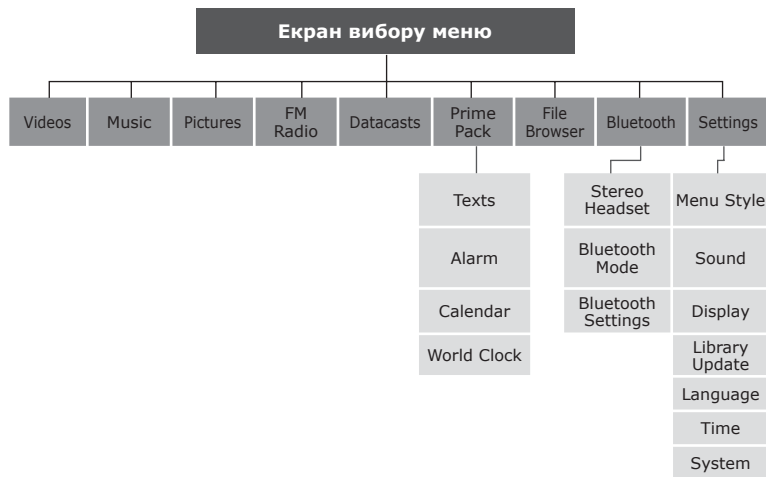 Екран вибору меню
Videos
Music
Pictures
FM
Radio
Datacasts
Prime
Pack
File
Browser
Bluetooth
Settings
Texts
Alarm
Calendar
World Clock
Stereo
Headset
Bluetooth
Mode
Bluetooth
Settings
Menu Style
Sound
Display
Library
Update
Language
Time
System